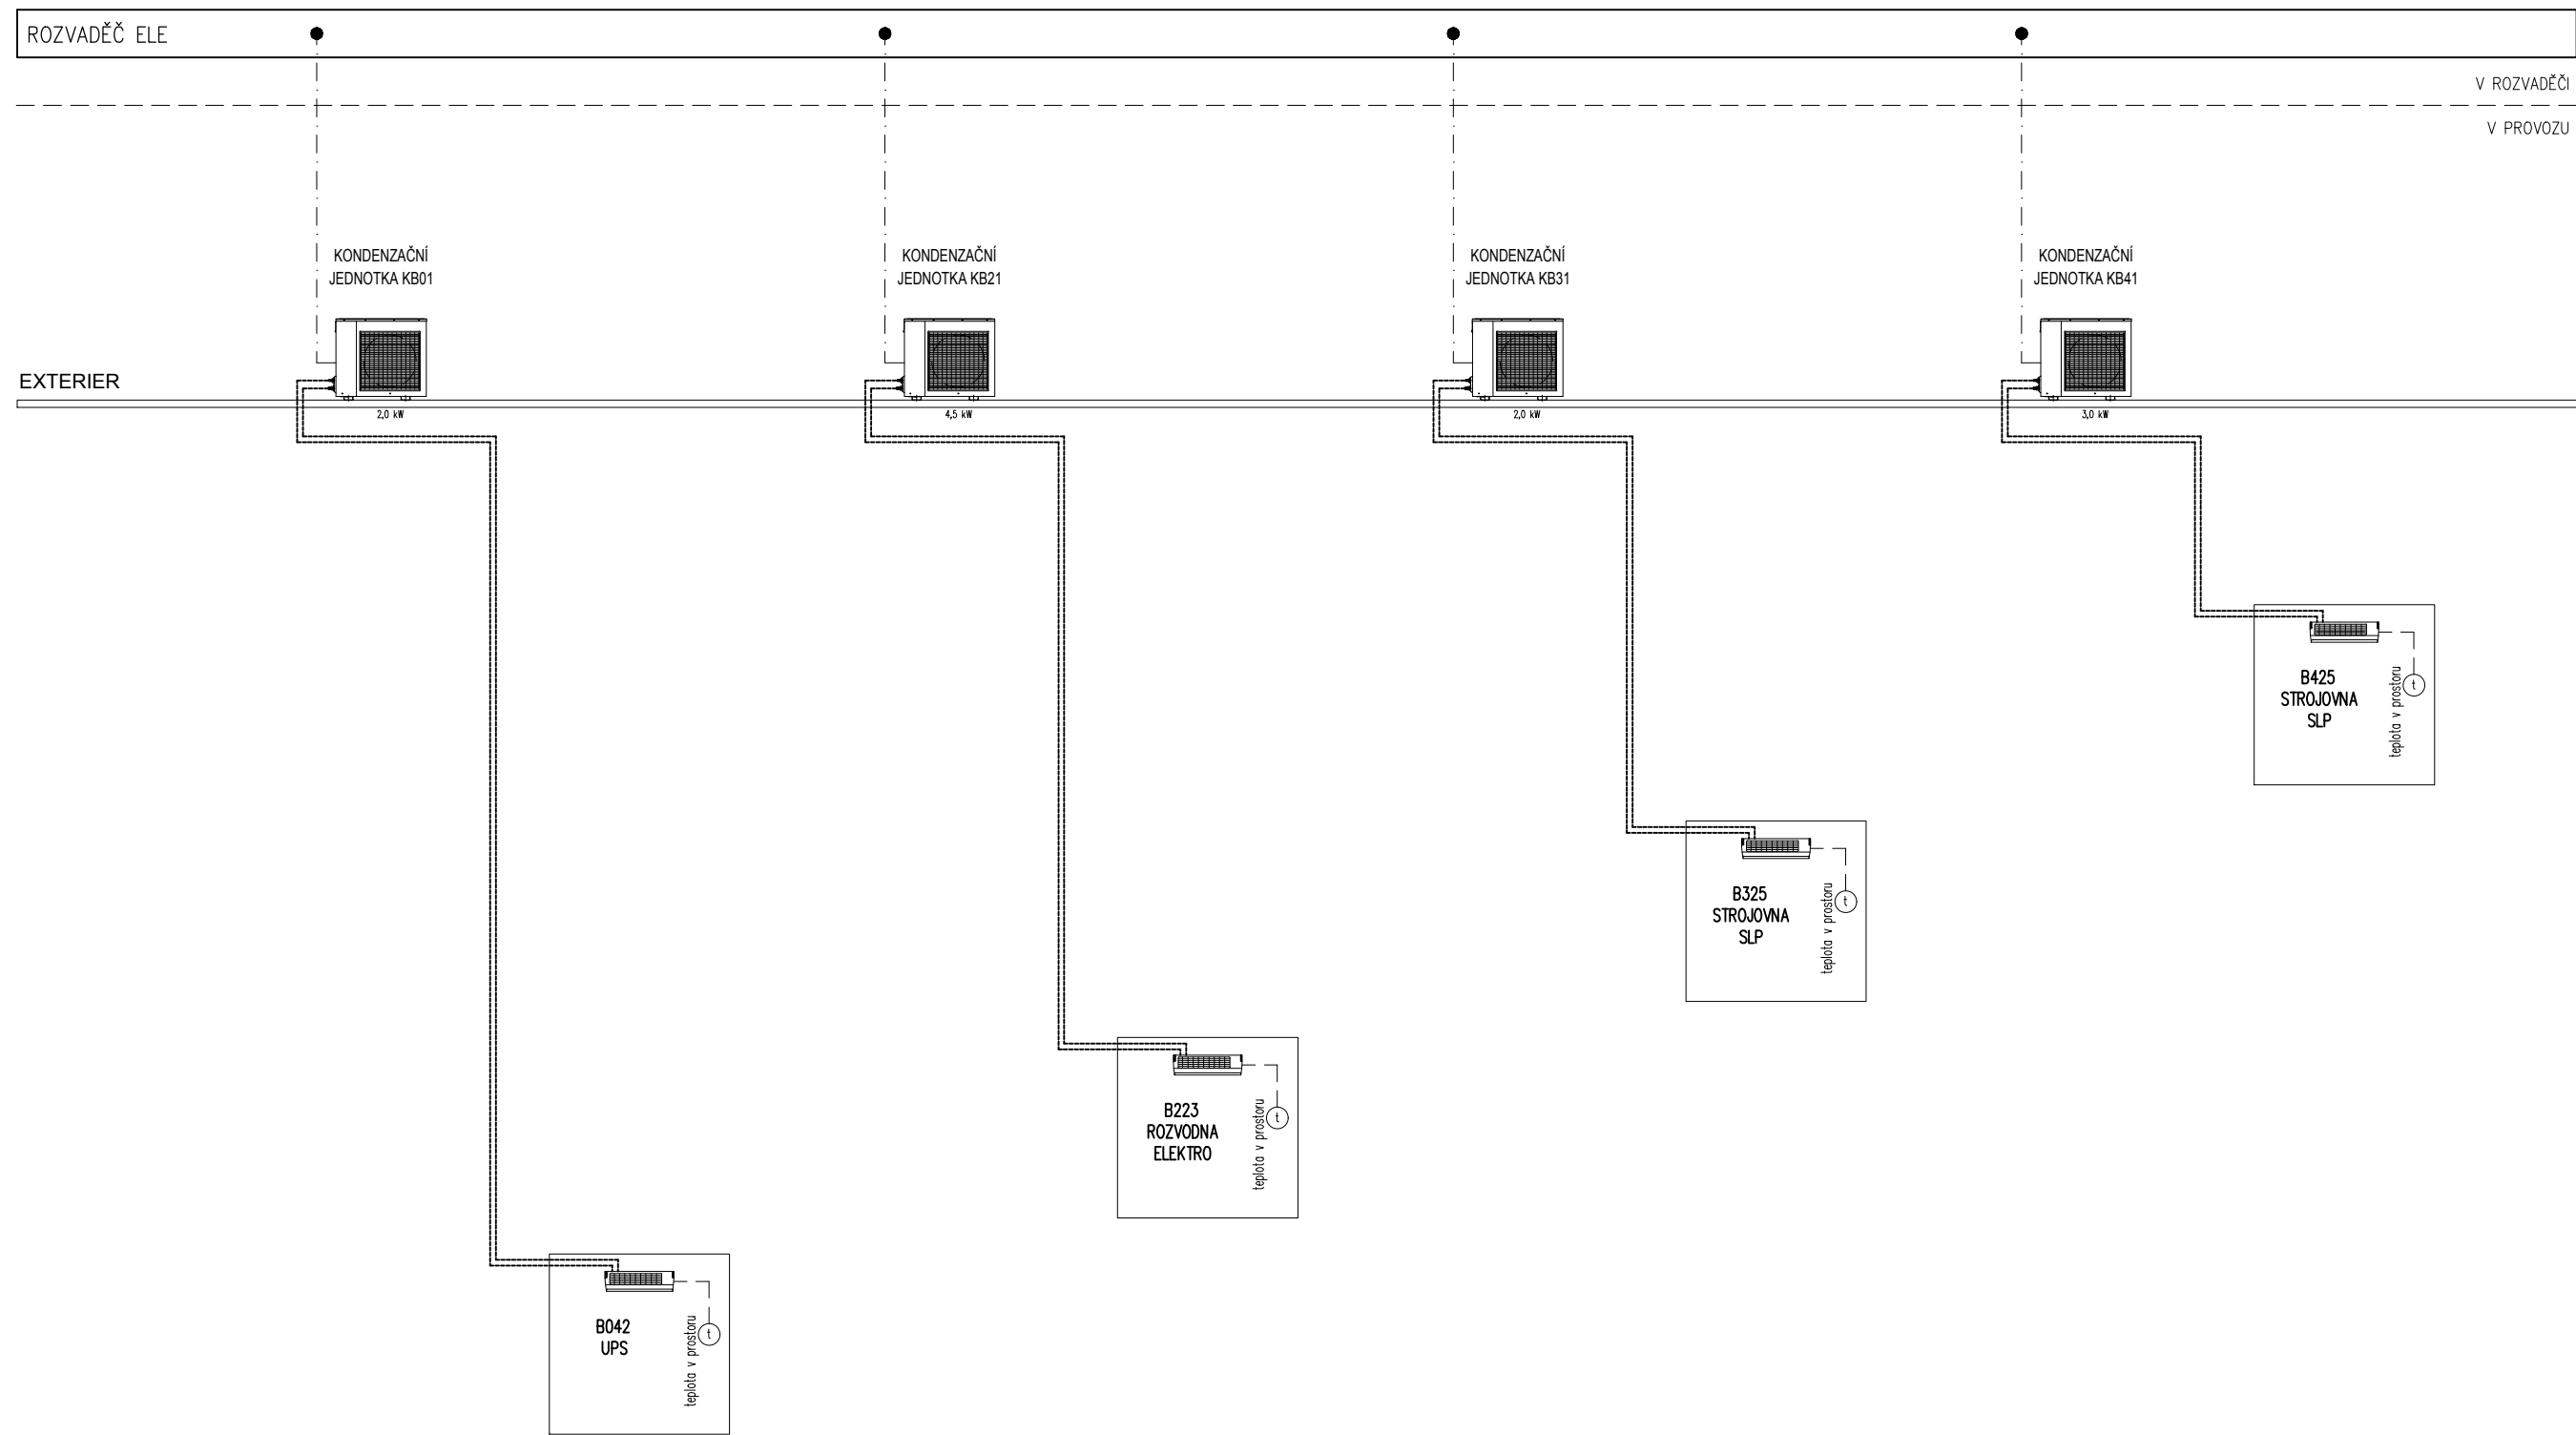 ROZVADĚČ ELE
V ROZVADĚČI
V PROVOZU
KONDENZAČNÍ
JEDNOTKA KB01
KONDENZAČNÍ
JEDNOTKA KB21
KONDENZAČNÍ
JEDNOTKA KB31
KONDENZAČNÍ
JEDNOTKA KB41
EXTERIER
2,0 kW
4,5 kW
2,0 kW
3,0 kW
B425
STROJOVNA
SLP
teplota v prostoru
t
B325
STROJOVNA
SLP
teplota v prostoru
t
B223
ROZVODNA
ELEKTRO
teplota v prostoru
t
B042
UPS
teplota v prostoru
t